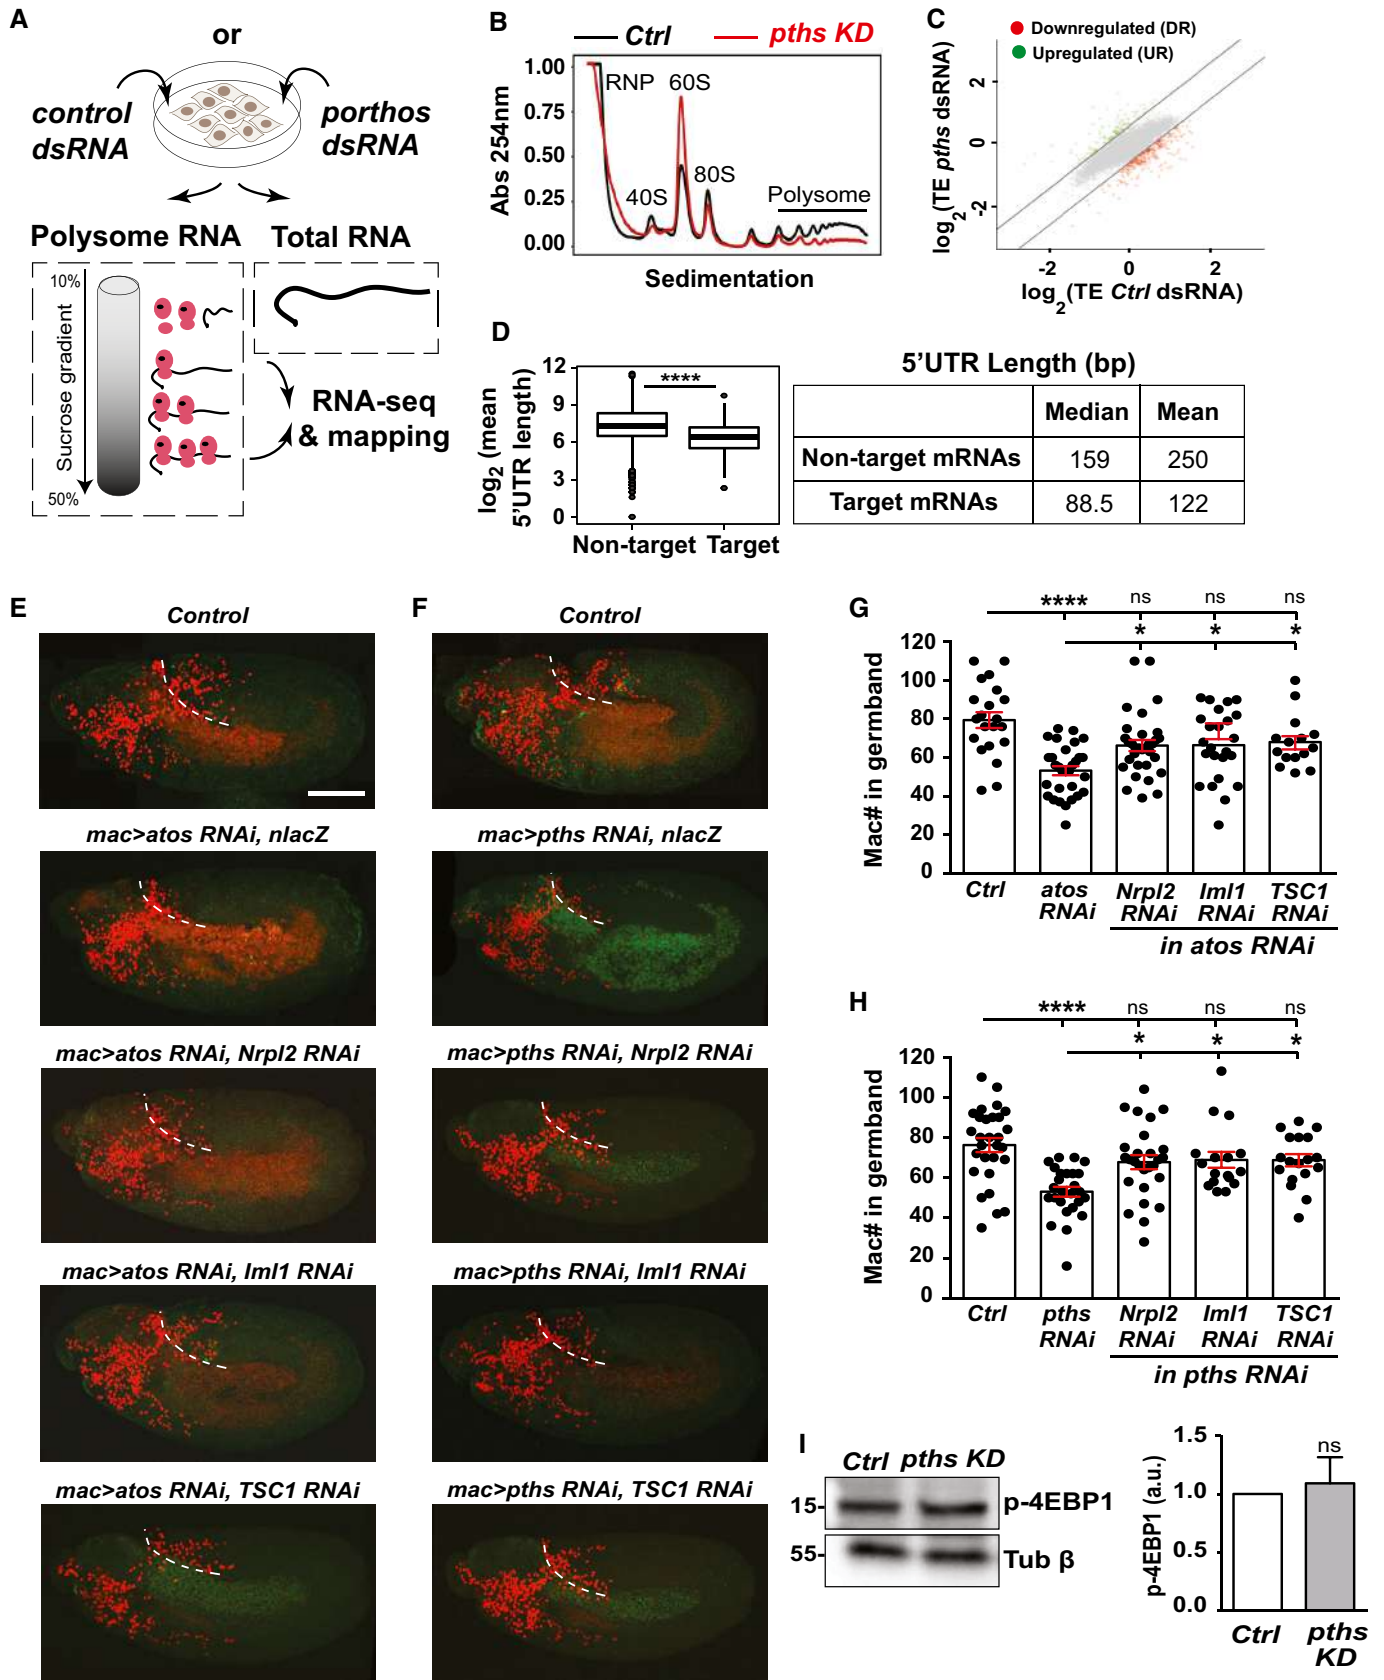 A
or
control
dsRNA
porthos
dsRNA
Polysome RNA
Total RNA
10%
Sucrose gradient
50%
RNA-seq
& mapping
B
Ctrl
pths KD
Abs 254nm
1.00
0.75
0.50
0.25
0.00
RNP
60S
40S
80S
Polysome
Sedimentation
C
Downregulated (DR)
Upregulated (UR)
log2(TE pths dsRNA)
2
0
-2
-2 0 2
log2(TE Ctrl dsRNA)
D
log2 (mean
5'UTR length)
12
9
6
3
0
****
Non-target Target
5'UTR Length (bp)
Median Mean
Non-target mRNAs 159 250
Target mRNAs 88.5 122
E
Control
mac>atos RNAi, nlacZ
mac>atos RNAi, Nrpl2 RNAi
mac>atos RNAi, Iml1 RNAi
mac>atos RNAi, TSC1 RNAi
F
Control
mac>pths RNAi, nlacZ
mac>pths RNAi, Nrpl2 RNAi
mac>pths RNAi, Iml1 RNAi
mac>pths RNAi, TSC1 RNAi
G
**** ns ns ns
* * *
Mac# in germband
120
100
80
60
40
20
0
Ctrl atos Nrpl2 Iml1 TSC1
RNAi RNAi RNAi RNAi
in atos RNAi
H
**** ns ns ns
* * *
Mac# in germband
120
100
80
60
40
20
0
Ctrl pths Nrpl2 Iml1 TSC1
RNAi RNAi RNAi RNAi
in pths RNAi
I
Ctrl pths KD
15- p-4EBP1
55- Tub β
p-4EBP1 (a.u.)
1.5
1.0
0.5
0.0
ns
Ctrl pths
KD